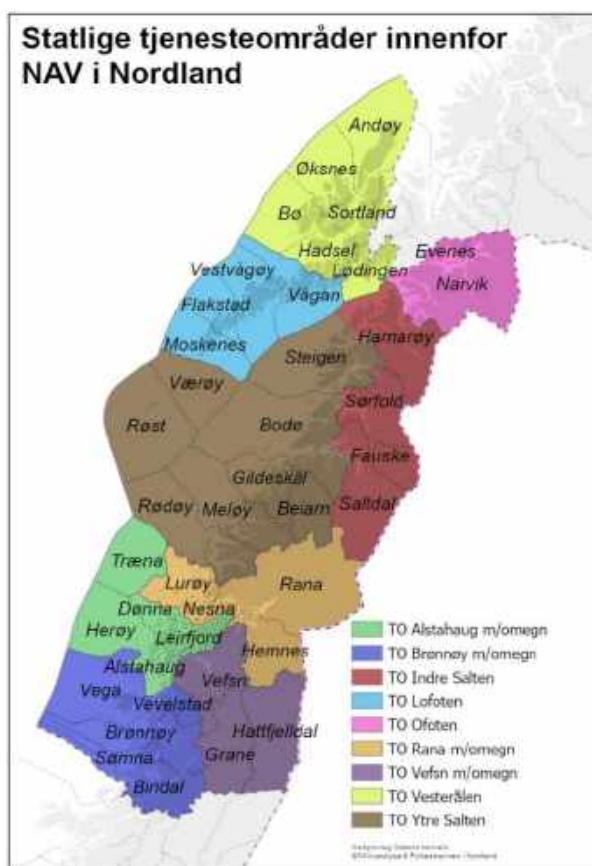 Statlige tjenesteområder innenfor
NAV i Nordland
Andøy
Øksnes
Bø
Sortland
Hadsel
Lødingen
Evenes
Narvik
Vestvågøy
Vågan
Flakstad
Moskenes
Hamarøy
Steigen
Værøy
Sørfold
Røst
Bodø
Fauske
Gildeskål
Saltdal
Rødøy
Meløy
Beiarn
Træna
Lurøy
Rana
Dønna
Nesna
Herøy
Leirfjord
Hemnes
Alstahaug
Vefsn
Vega
Vevelstad
Brønnøy
Hattfjelldal
Grane
Sømna
Bindal
TO Alstahaug m/omegn
TO Brønnøy m/omegn
TO Indre Salten
TO Lofoten
TO Ofoten
TO Rana m/omegn
TO Vefsn m/omegn
TO Vesterålen
TO Ytre Salten